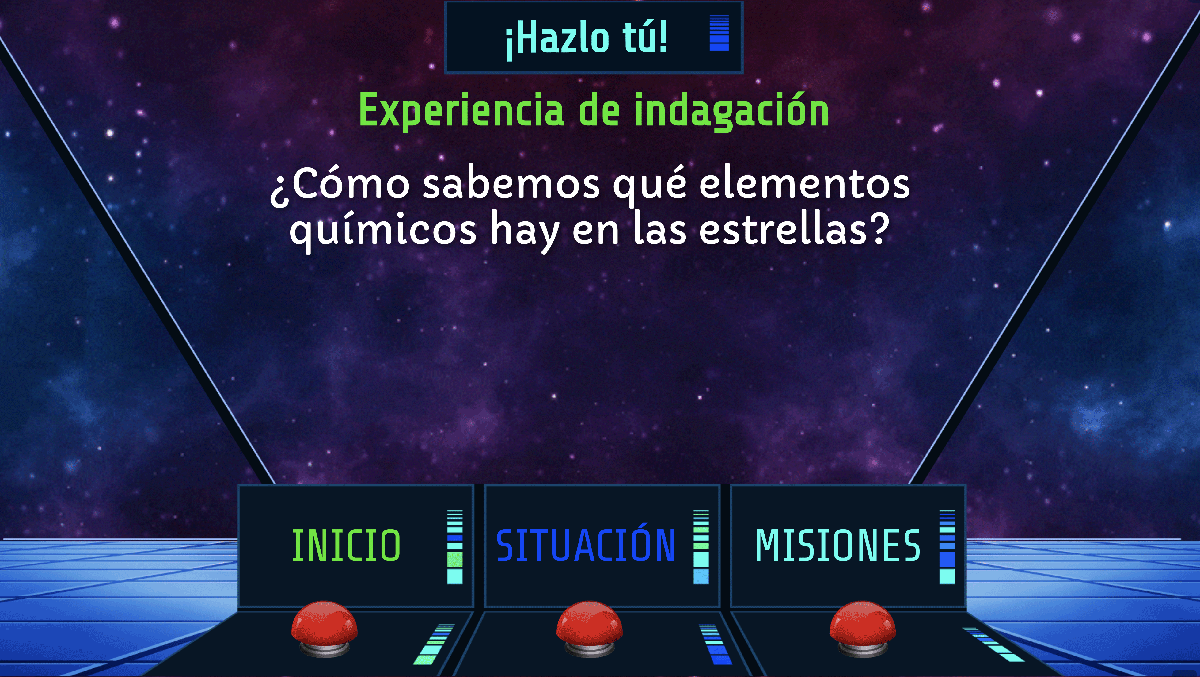 ¡Hazlo tú!
Experiencia de indagación
¿Cómo sabemos qué elementos
químicos hay en las estrellas?
INICIO
SITUACIÓN
MISIONES